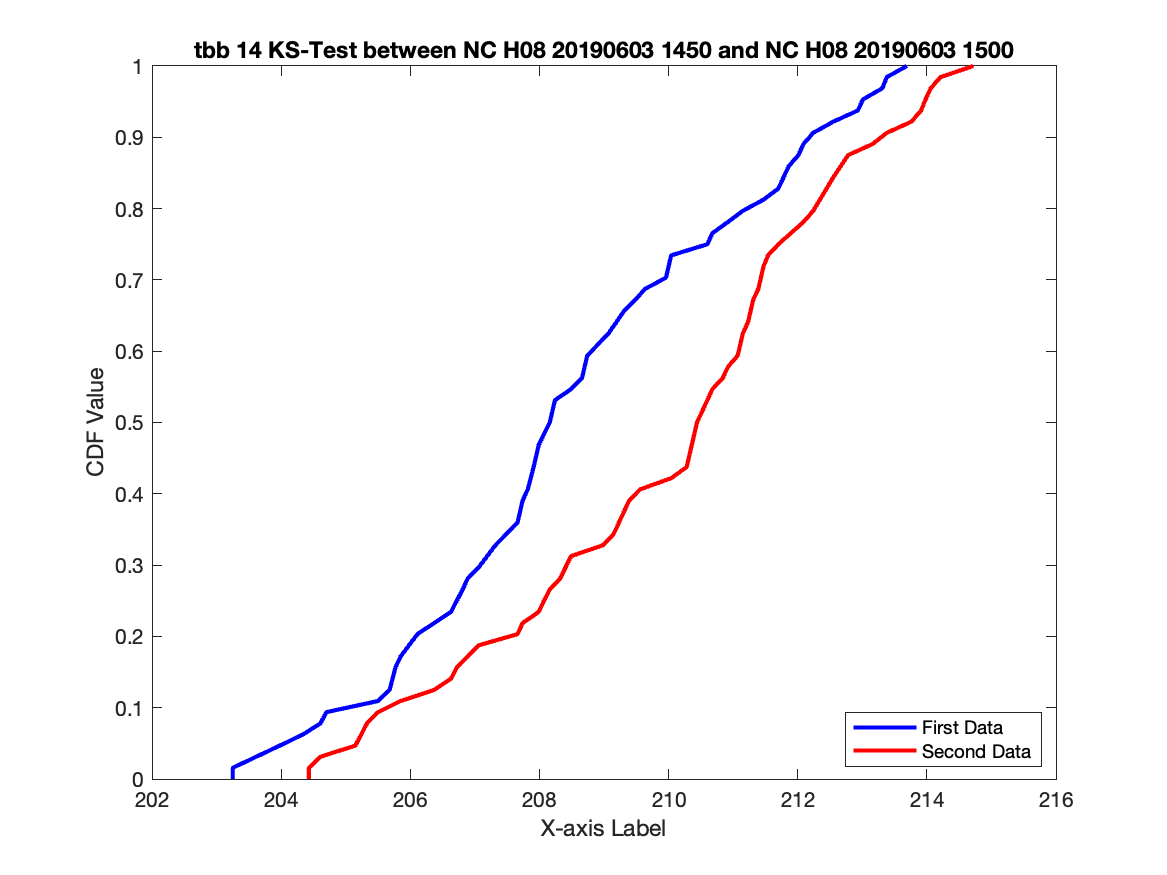 tbb 14 KS-Test between NC H08 20190603 1450 and NC H08 20190603 1500
1
0.9
0.8
0.7
0.6
0.5
0.4
0.3
0.2
0.1
0
CDF Value
First Data
Second Data
202 204 206 208 210 212 214 216
X-axis Label